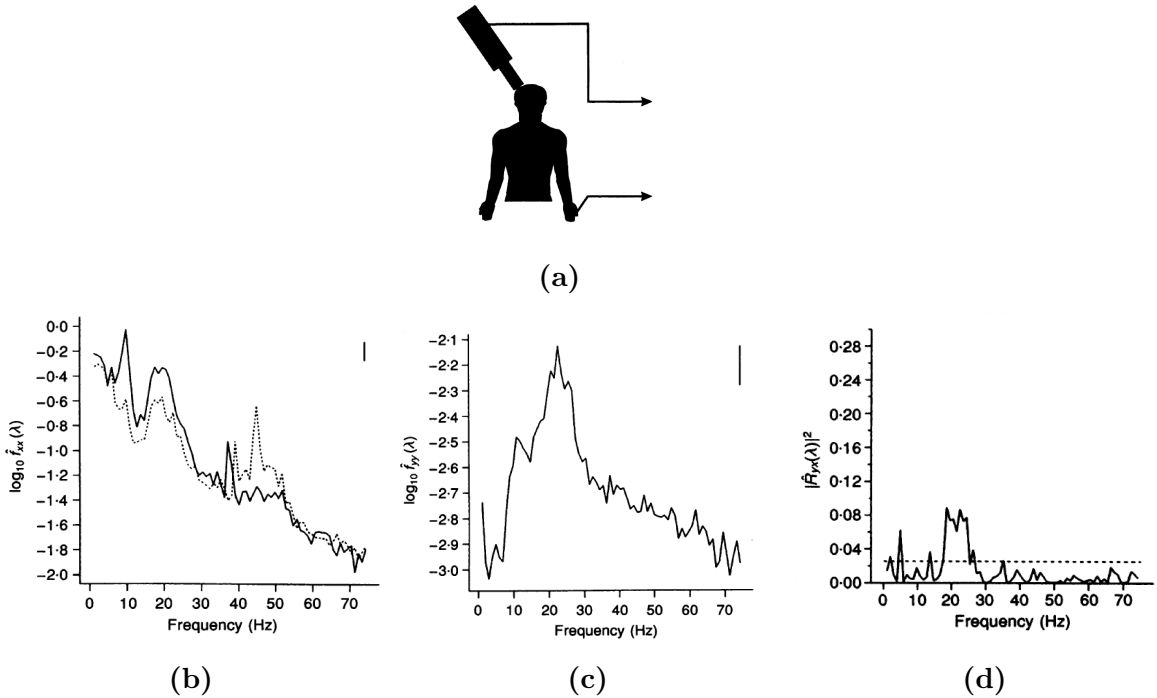 (a)
log₁₀ f̂ₓₓ(λ)
0·0
−0·2
−0·4
−0·6
−0·8
−1·0
−1·2
−1·4
−1·6
−1·8
−2·0
0 10 20 30 40 50 60 70
Frequency (Hz)
(b)
log₁₀ f̂yy(λ)
−2·1
−2·2
−2·3
−2·4
−2·5
−2·6
−2·7
−2·8
−2·9
−3·0
0 10 20 30 40 50 60 70
Frequency (Hz)
(c)
|R̂yx(λ)|²
0·28
0·24
0·20
0·16
0·12
0·08
0·04
0·00
0 10 20 30 40 50 60 70
Frequency (Hz)
(d)